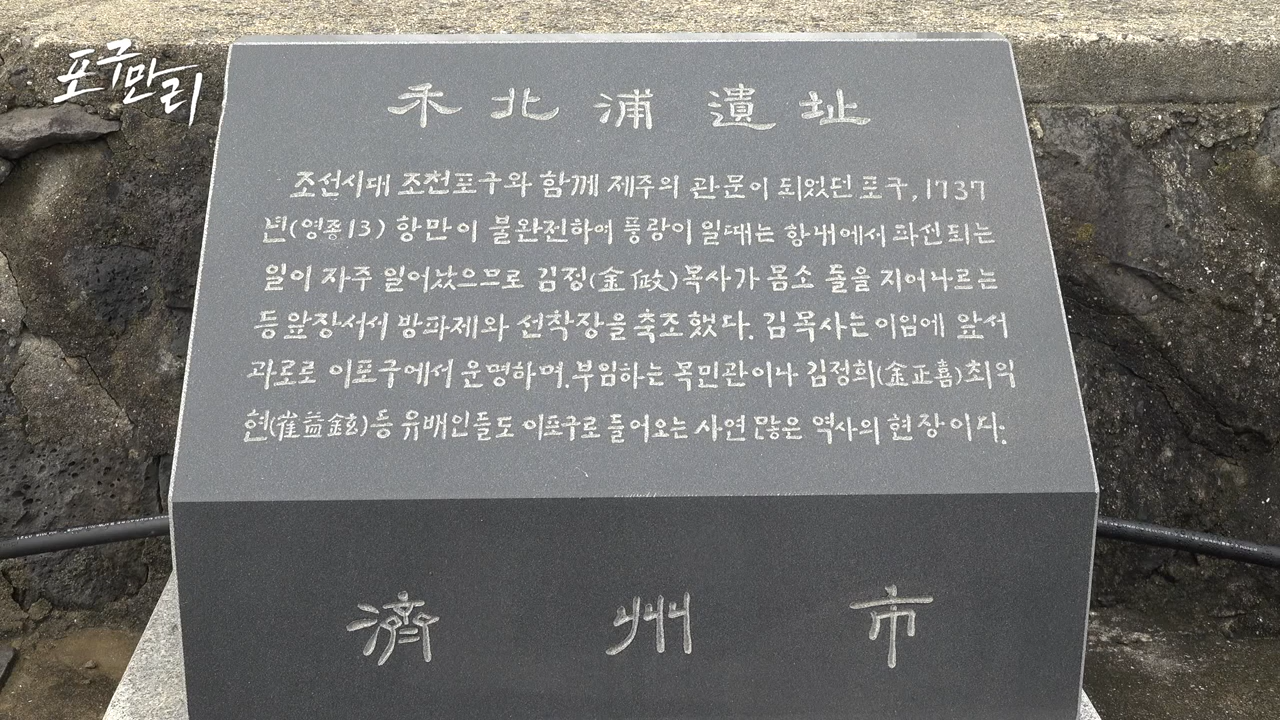 포구만리
禾北浦遺址
조선시대 조천포구와 함께 제주의 관문이 되었던 포구, 1737
년(영종13) 항만이 불완전하여 풍랑이 일때는 항내에서 파선되는
일이 자주 일어났으므로 김정(金㪅)목사가 몸소 돌을 지어나르는
등 앞장서서 방파제와 선착장을 축조했다. 김목사는 이임에 앞서
과로로 이포구에서 운명하며. 부임하는 목민관이나 김정희(金正喜)최익
현(崔益鉉)등 유배인들도 이포구로 들어오는 사연 많은 역사의 현장이다.
濟州市